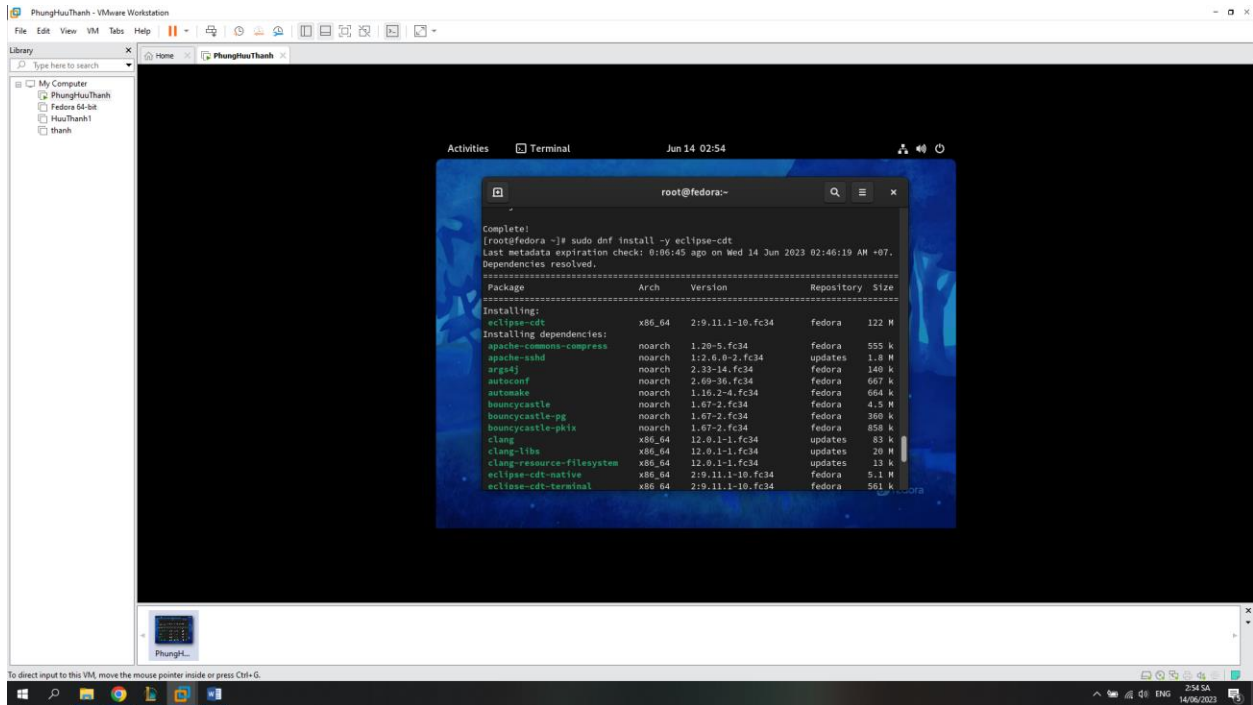 PhungHuuThanh - VMware Workstation
File Edit View VM Tabs Help
Library
Type here to search
Home
PhungHuuThanh
My Computer
PhungHuuThanh
Fedora 64-bit
HuuThanh1
thanh
Activities Terminal Jun 14 02:54
root@fedora:~
Complete!
[root@fedora ~]# sudo dnf install -y eclipse-cdt
Last metadata expiration check: 0:06:45 ago on Wed 14 Jun 2023 02:46:19 AM +07.
Dependencies resolved.
================================================================================
Package Arch Version Repository Size
================================================================================
Installing:
eclipse-cdt x86_64 2:9.11.1-10.fc34 fedora 122 M
Installing dependencies:
apache-commons-compress noarch 1.20-5.fc34 fedora 555 k
apache-sshd noarch 1:2.6.0-2.fc34 updates 1.8 M
args4j noarch 2.33-14.fc34 fedora 140 k
autoconf noarch 2.69-36.fc34 fedora 667 k
automake noarch 1.16.2-4.fc34 fedora 664 k
bouncycastle noarch 1.67-2.fc34 fedora 4.5 M
bouncycastle-pg noarch 1.67-2.fc34 fedora 360 k
bouncycastle-pkix noarch 1.67-2.fc34 fedora 858 k
clang x86_64 12.0.1-1.fc34 updates 83 k
clang-libs x86_64 12.0.1-1.fc34 updates 20 M
clang-resource-filesystem x86_64 12.0.1-1.fc34 updates 13 k
eclipse-cdt-native x86_64 2:9.11.1-10.fc34 fedora 5.1 M
eclipse-cdt-terminal x86_64 2:9.11.1-10.fc34 fedora 561 k
PhungH...
To direct input to this VM, move the mouse pointer inside or press Ctrl+G.
ENG
2:54 SA
14/06/2023